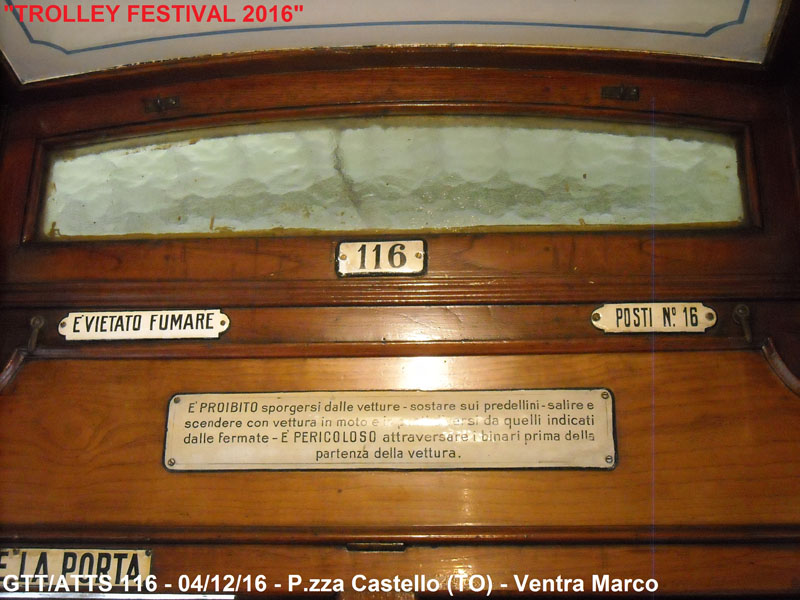 "TROLLEY FESTIVAL 2016"
116
E' VIETATO FUMARE
POSTI N.º 16
E' PROIBITO sporgersi dalle vetture - sostare sui predellini - salire e
scendere con vettura in moto e in da quelli indicati
dalle fermate - E' PERICOLOSO attraversare i binari prima della
partenza della vettura.
E LA PORTA
GTT/ATTS 116 - 04/12/16 - P.zza Castello (TO) - Ventra Marco